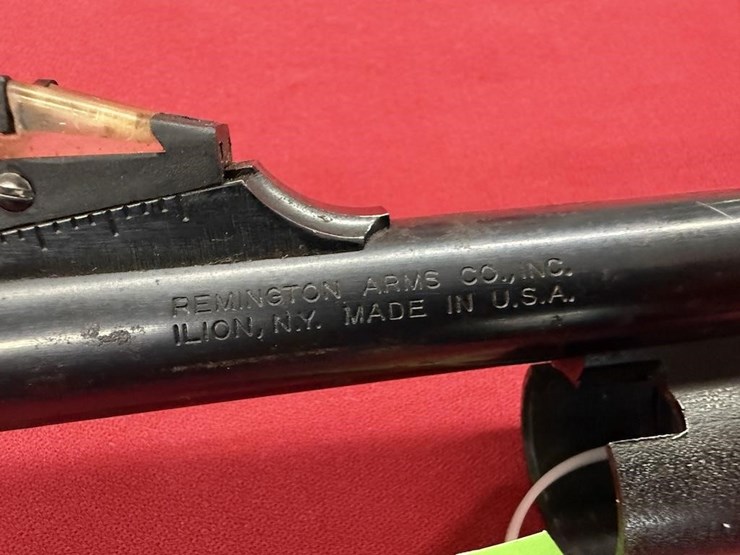 REMINGTON ARMS CO., INC.
ILION, N.Y. MADE IN U.S.A.